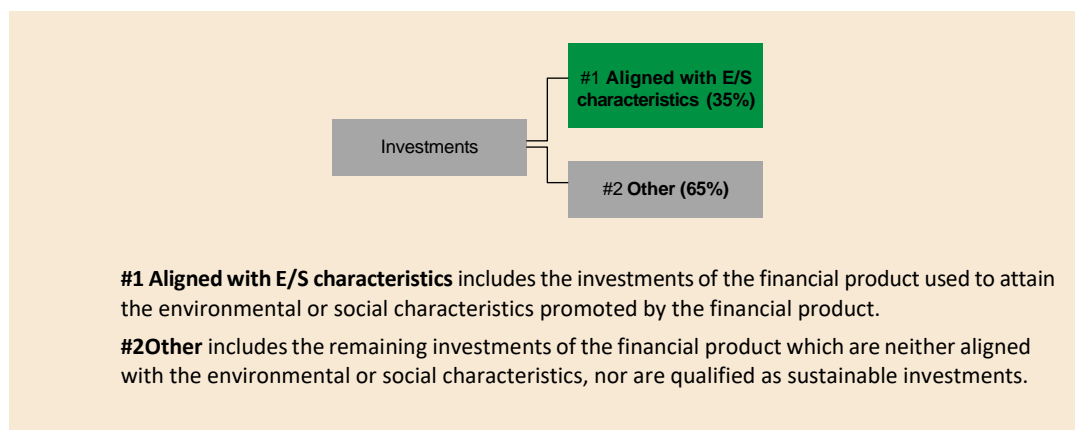 #1 Aligned with E/S
characteristics (35%)
Investments
#2 Other (65%)
#1 Aligned with E/S characteristics includes the investments of the financial product used to attain
the environmental or social characteristics promoted by the financial product.
#2Other includes the remaining investments of the financial product which are neither aligned
with the environmental or social characteristics, nor are qualified as sustainable investments.